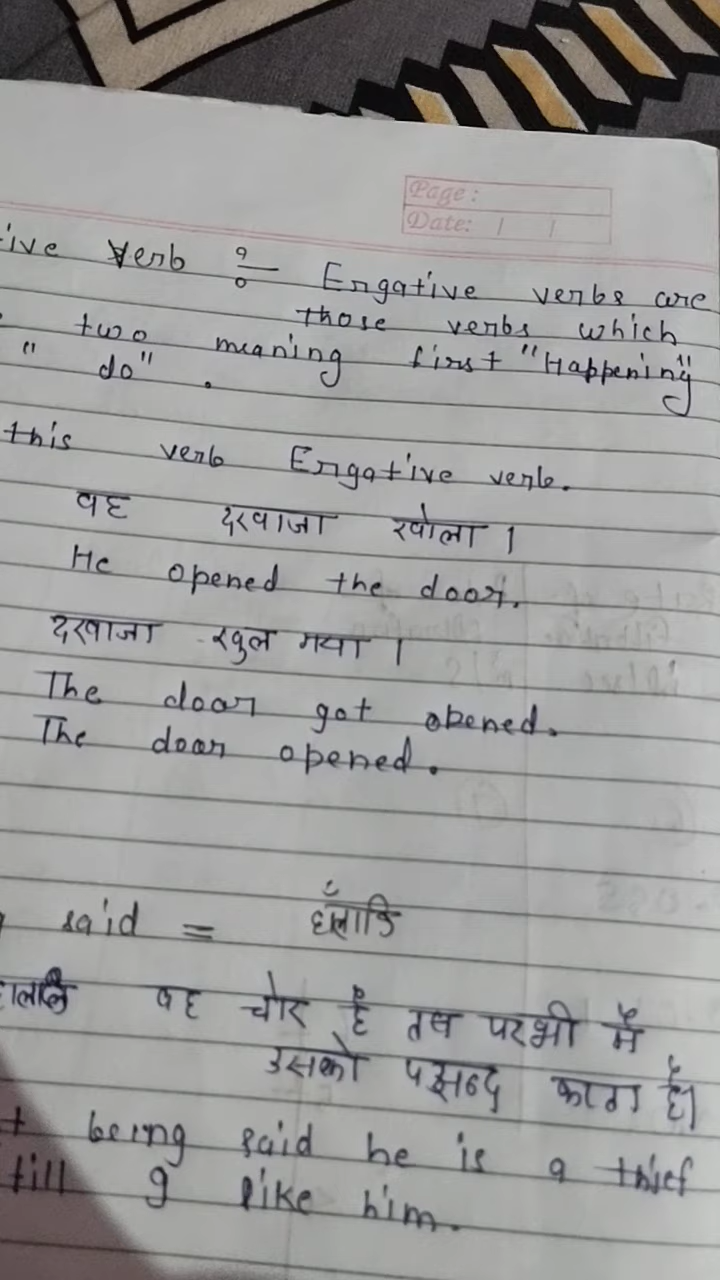 Page :
Date: / /
ive Verb : — Ergative verbs are
those verbs which
two meaning first "Happening"
" do" .
this verb Ergative verb.
वह दरवाजा खोला ।
He opened the door.
दरवाजा खुल गया ।
The door got opened.
The door opened.
said =
वह चोर है तब पर भी मैं
उसको पसन्द
t being said he is a thief
till I like him.